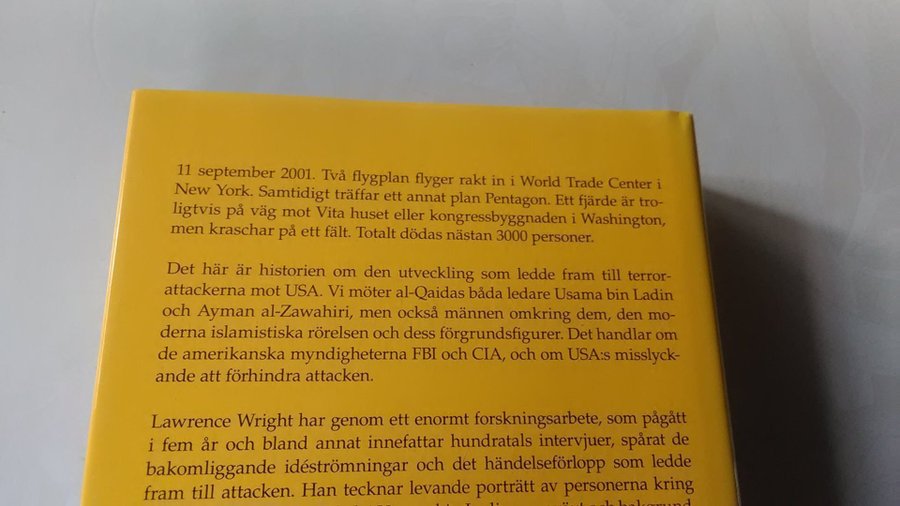 11 september 2001. Två flygplan flyger rakt in i World Trade Center i
New York. Samtidigt träffar ett annat plan Pentagon. Ett fjärde är tro-
ligtvis på väg mot Vita huset eller kongressbyggnaden i Washington,
men kraschar på ett fält. Totalt dödas nästan 3000 personer.
Det här är historien om den utveckling som ledde fram till terror-
attackerna mot USA. Vi möter al-Qaidas båda ledare Usama bin Ladin
och Ayman al-Zawahiri, men också männen omkring dem, den mo-
derna islamistiska rörelsen och dess förgrundsfigurer. Det handlar om
de amerikanska myndigheterna FBI och CIA, och om USA:s misslyck-
ande att förhindra attacken.
Lawrence Wright har genom ett enormt forskningsarbete, som pågått
i fem år och bland annat innefattar hundratals intervjuer, spårat de
bakomliggande idéströmningar och det händelseförlopp som ledde
fram till attacken. Han tecknar levande porträtt av personerna kring